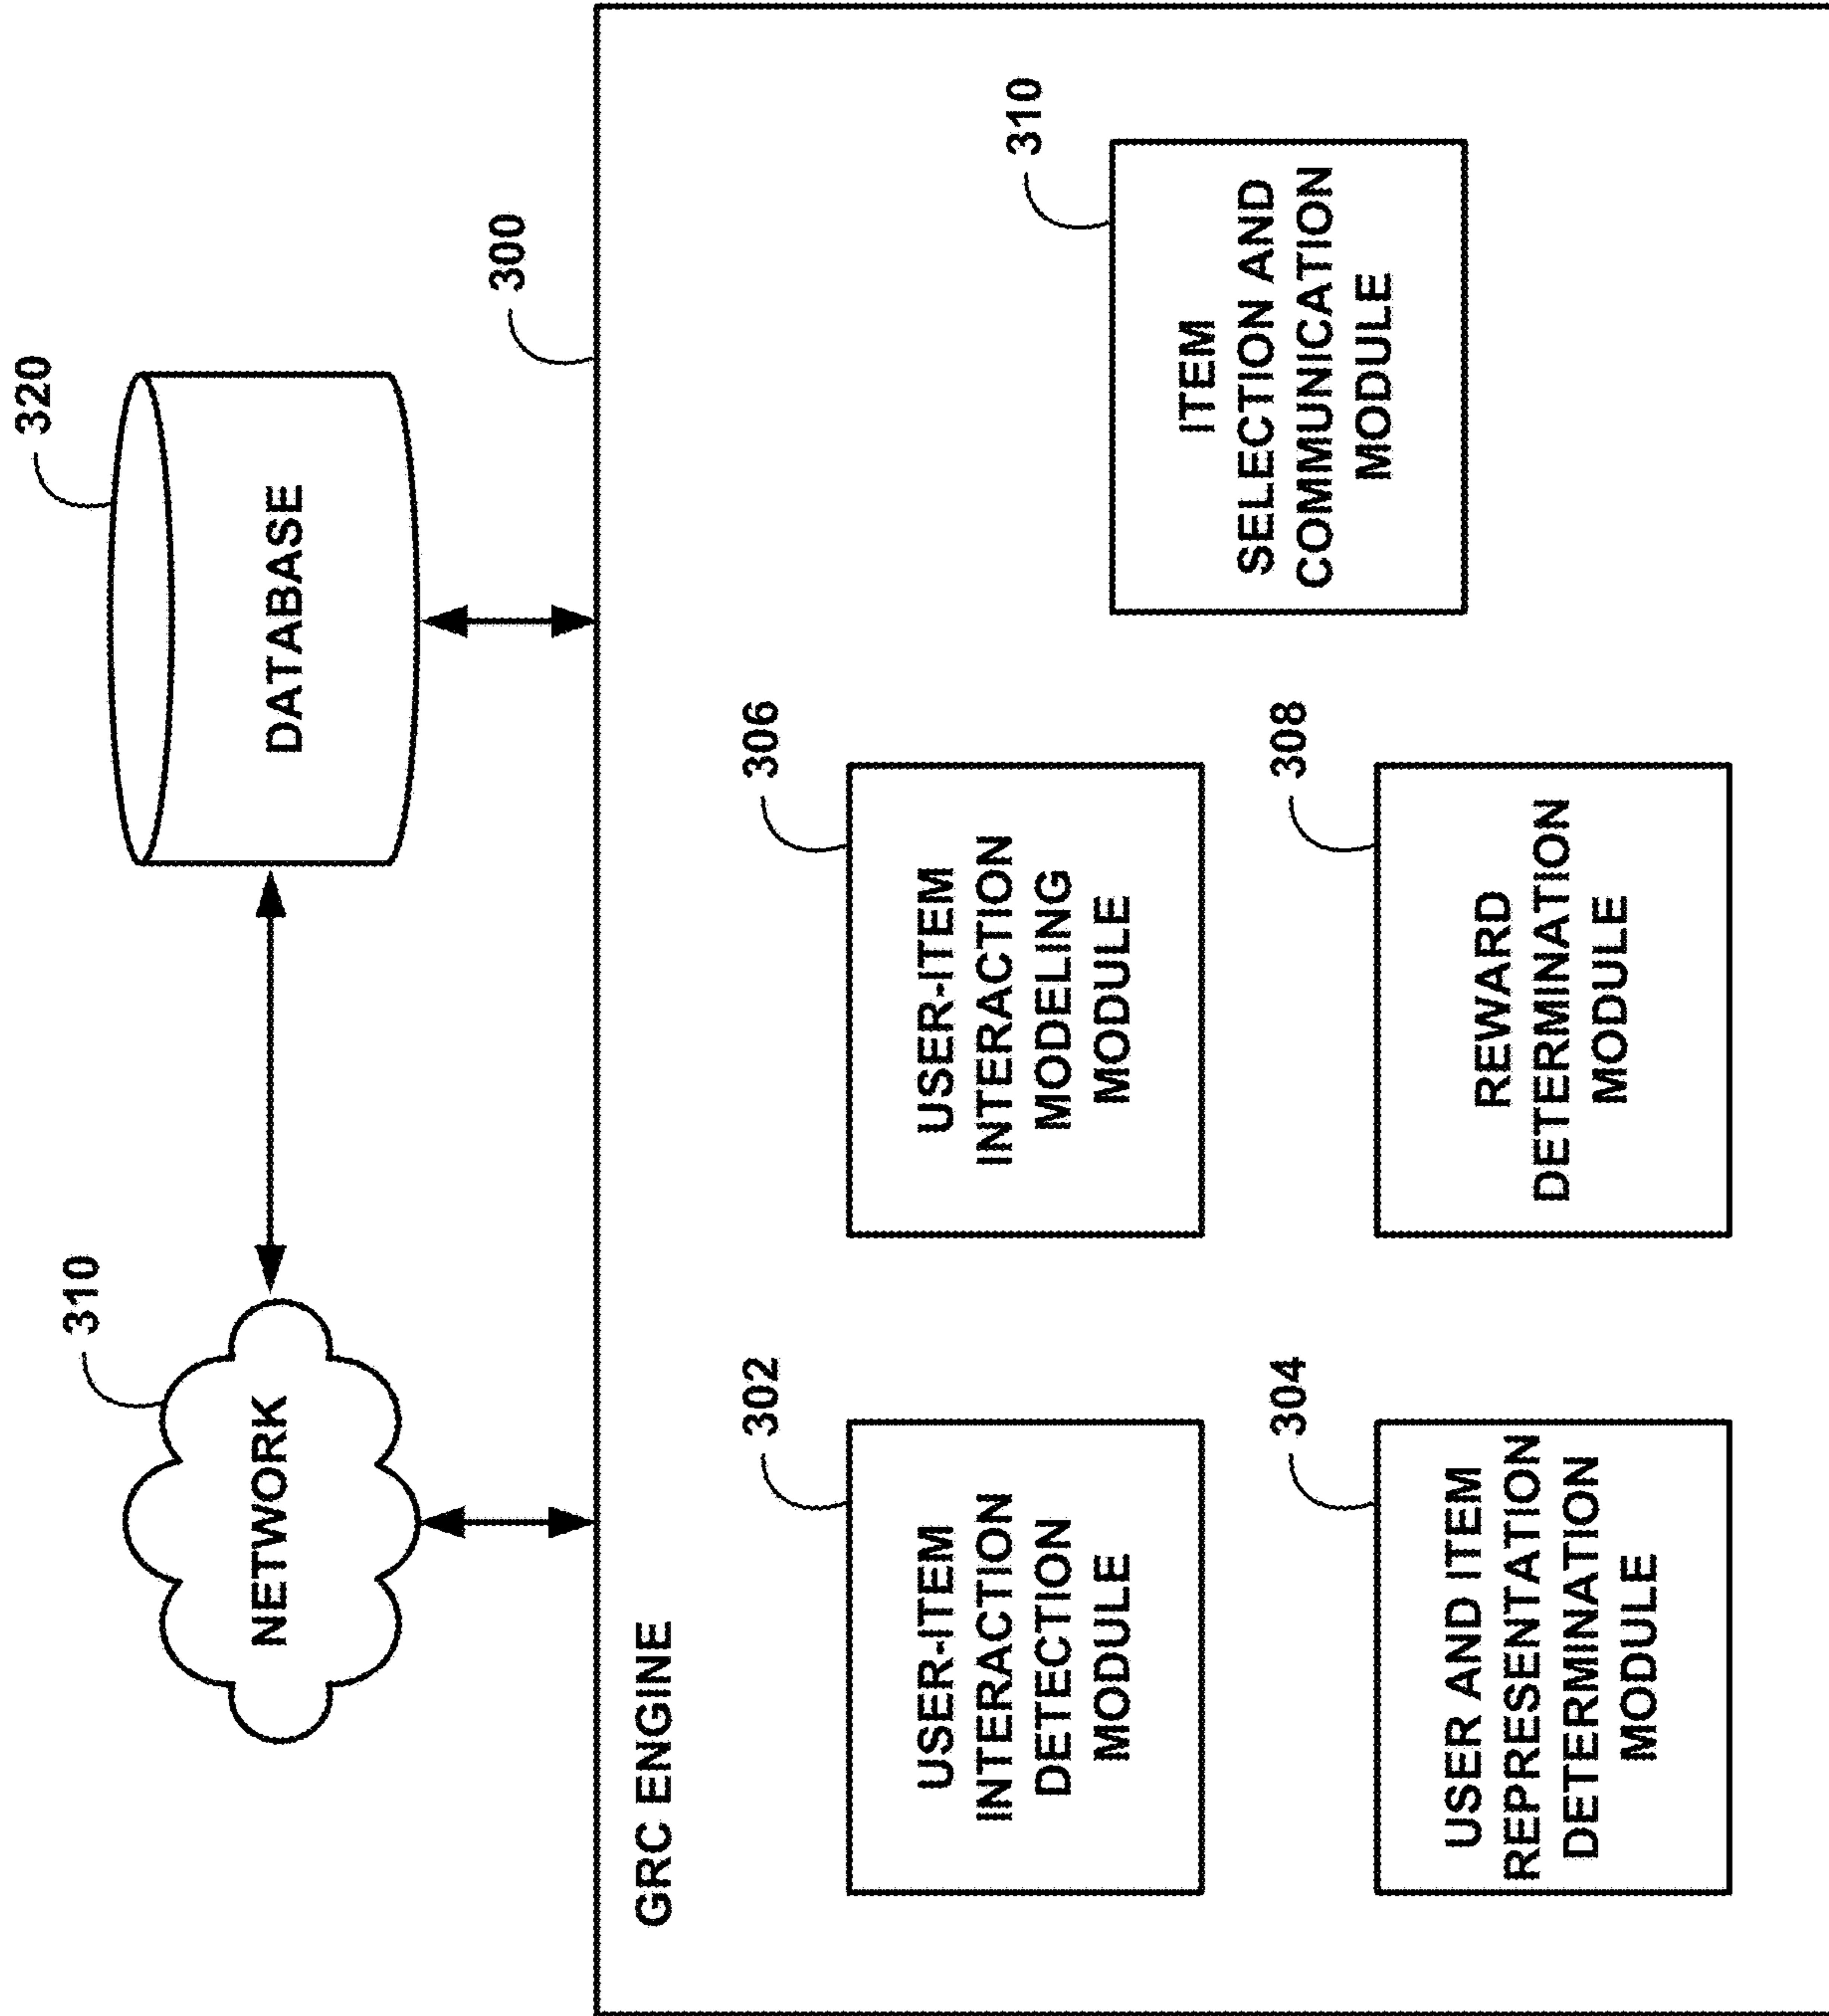 310
NETWORK
320
DATABASE
300
GRC ENGINE
302
USER-ITEM
INTERACTION
DETECTION
MODULE
306
USER-ITEM
INTERACTION
MODELING
MODULE
310
ITEM
SELECTION AND
COMMUNICATION
MODULE
304
USER AND ITEM
REPRESENTATION
DETERMINATION
MODULE
308
REWARD
DETERMINATION
MODULE